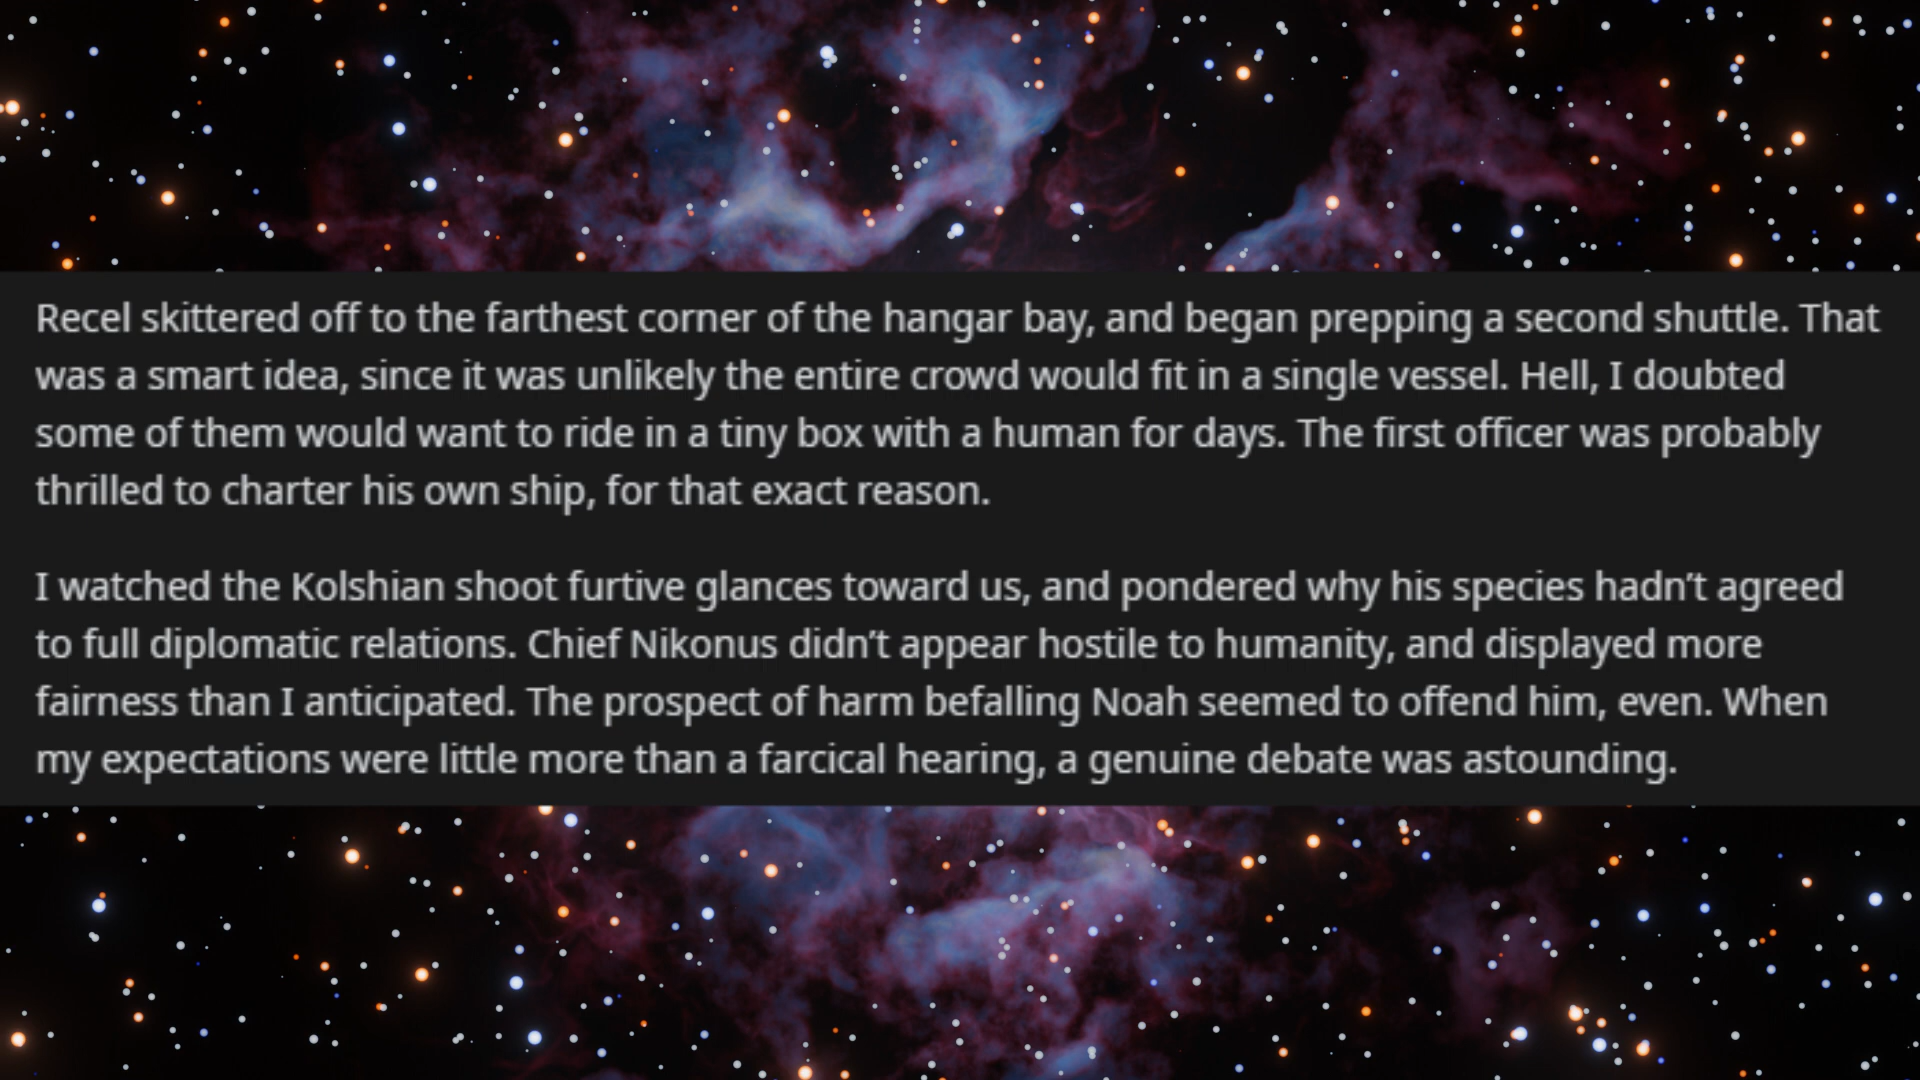 Recel skittered off to the farthest corner of the hangar bay, and began prepping a second shuttle. That
was a smart idea, since it was unlikely the entire crowd would fit in a single vessel. Hell, I doubted
some of them would want to ride in a tiny box with a human for days. The first officer was probably
thrilled to charter his own ship, for that exact reason.
I watched the Kolshian shoot furtive glances toward us, and pondered why his species hadn’t agreed
to full diplomatic relations. Chief Nikonus didn’t appear hostile to humanity, and displayed more
fairness than I anticipated. The prospect of harm befalling Noah seemed to offend him, even. When
my expectations were little more than a farcical hearing, a genuine debate was astounding.